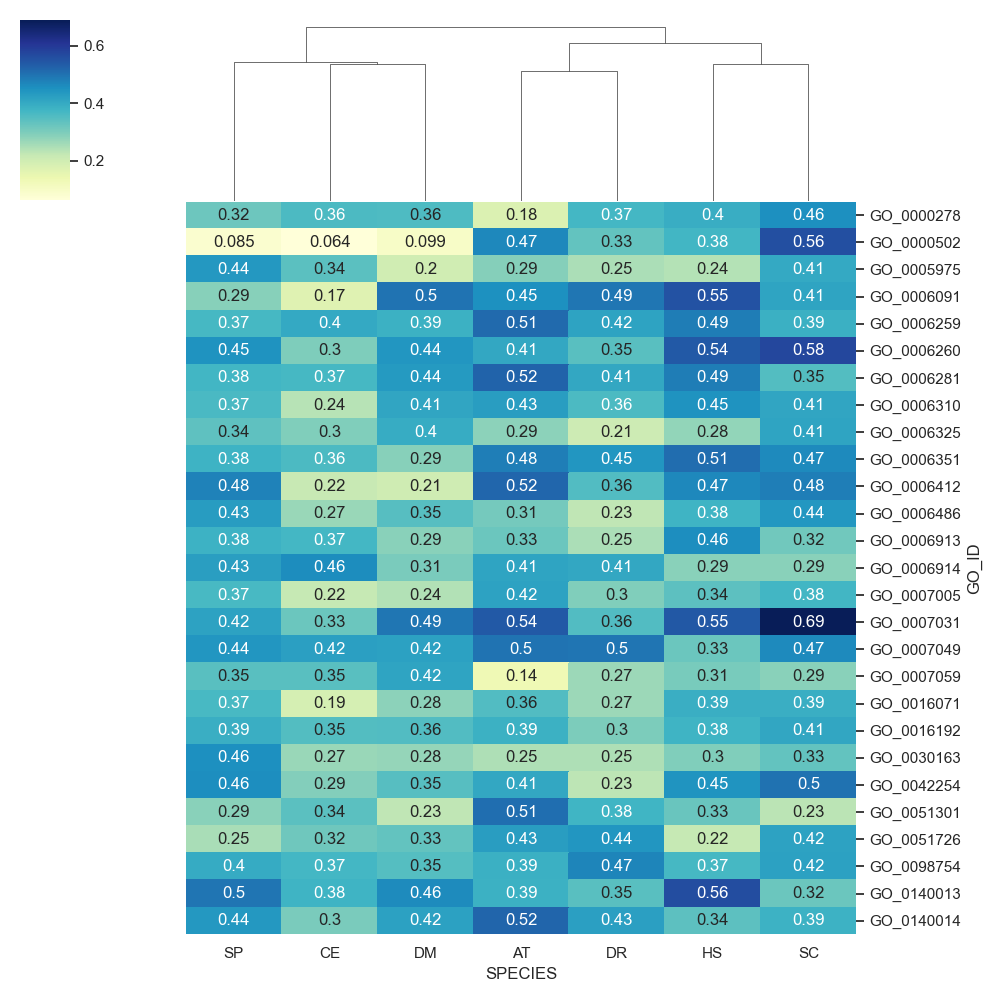 0.6
0.4
0.2
0.32 0.36 0.36 0.18 0.37 0.4 0.46 GO_0000278
0.085 0.064 0.099 0.47 0.33 0.38 0.56 GO_0000502
0.44 0.34 0.2 0.29 0.25 0.24 0.41 GO_0005975
0.29 0.17 0.5 0.45 0.49 0.55 0.41 GO_0006091
0.37 0.4 0.39 0.51 0.42 0.49 0.39 GO_0006259
0.45 0.3 0.44 0.41 0.35 0.54 0.58 GO_0006260
0.38 0.37 0.44 0.52 0.41 0.49 0.35 GO_0006281
0.37 0.24 0.41 0.43 0.36 0.45 0.41 GO_0006310
0.34 0.3 0.4 0.29 0.21 0.28 0.41 GO_0006325
0.38 0.36 0.29 0.48 0.45 0.51 0.47 GO_0006351
0.48 0.22 0.21 0.52 0.36 0.47 0.48 GO_0006412
0.43 0.27 0.35 0.31 0.23 0.38 0.44 GO_0006486
0.38 0.37 0.29 0.33 0.25 0.46 0.32 GO_0006913
0.43 0.46 0.31 0.41 0.41 0.29 0.29 GO_0006914
0.37 0.22 0.24 0.42 0.3 0.34 0.38 GO_0007005
0.42 0.33 0.49 0.54 0.36 0.55 0.69 GO_0007031
0.44 0.42 0.42 0.5 0.5 0.33 0.47 GO_0007049
0.35 0.35 0.42 0.14 0.27 0.31 0.29 GO_0007059
0.37 0.19 0.28 0.36 0.27 0.39 0.39 GO_0016071
0.39 0.35 0.36 0.39 0.3 0.38 0.41 GO_0016192
0.46 0.27 0.28 0.25 0.25 0.3 0.33 GO_0030163
0.46 0.29 0.35 0.41 0.23 0.45 0.5 GO_0042254
0.29 0.34 0.23 0.51 0.38 0.33 0.23 GO_0051301
0.25 0.32 0.33 0.43 0.44 0.22 0.42 GO_0051726
0.4 0.37 0.35 0.39 0.47 0.37 0.42 GO_0098754
0.5 0.38 0.46 0.39 0.35 0.56 0.32 GO_0140013
0.44 0.3 0.42 0.52 0.43 0.34 0.39 GO_0140014
GO_ID
SP CE DM AT DR HS SC
SPECIES